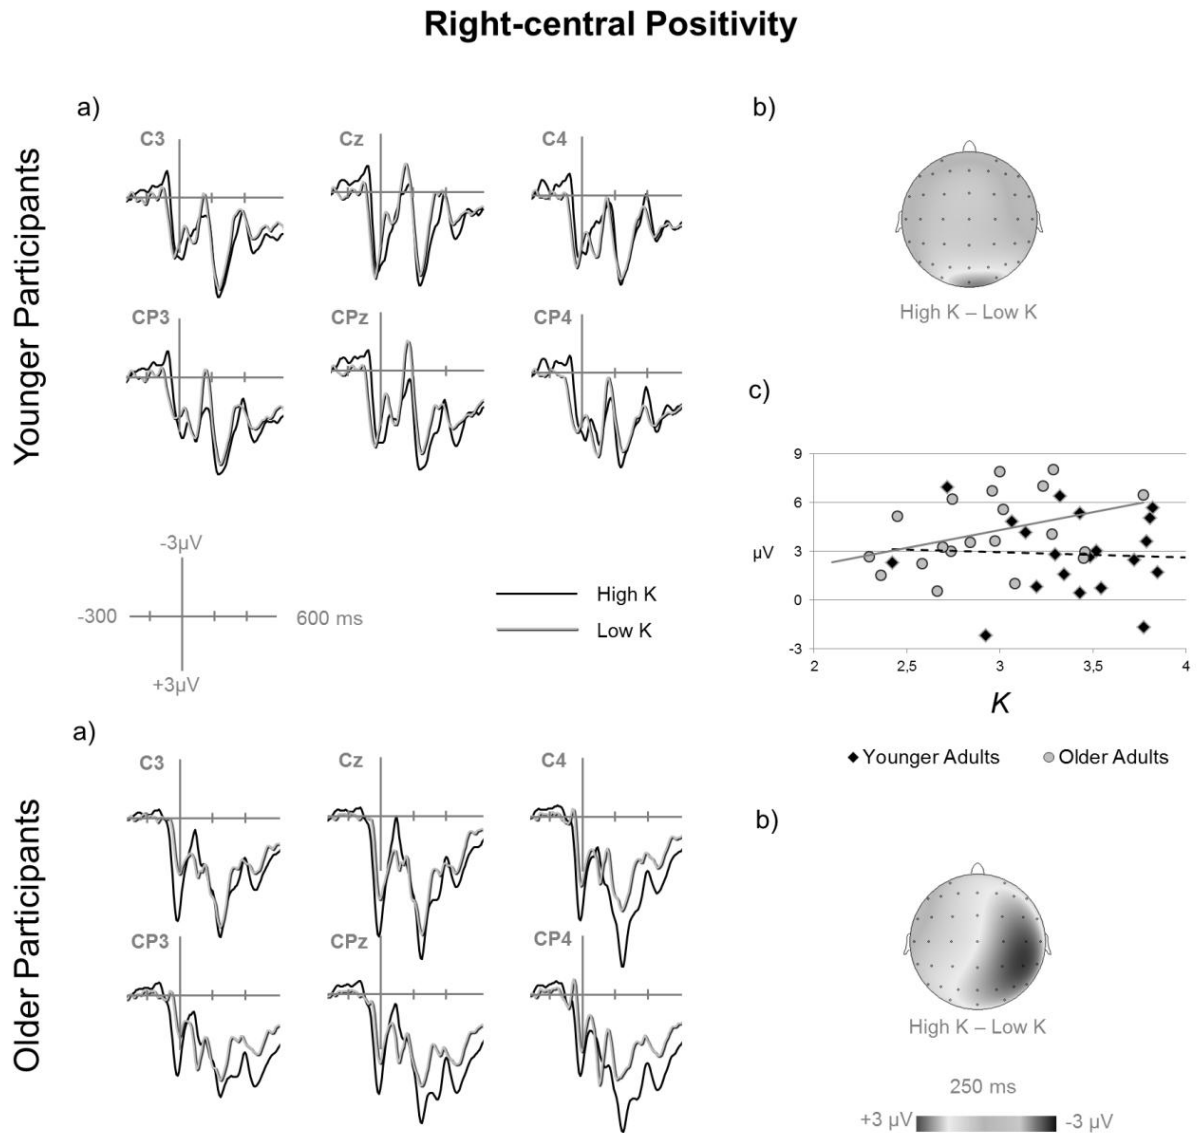 Right-central Positivity
Younger Participants
a)
C3
Cz
C4
CP3
CPz
CP4
b)
High K – Low K
-3µV
-300
600 ms
+3µV
High K
Low K
c)
9
6
3
0
-3
µV
2
2,5
3
3,5
4
K
Younger Adults
Older Adults
Older Participants
a)
C3
Cz
C4
CP3
CPz
CP4
b)
High K – Low K
250 ms
+3 µV
-3 µV